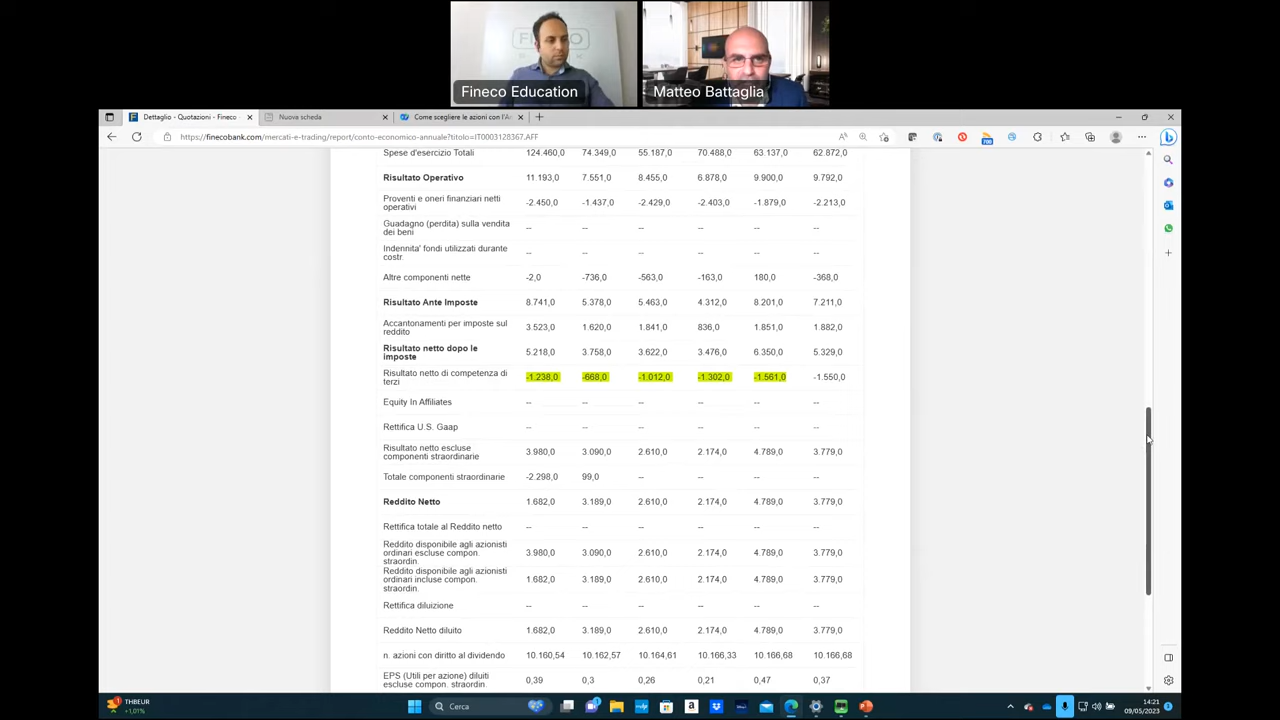 FINECO
BANK
Fineco Education
Matteo Battaglia
Dettaglio - Quotazioni - Fineco
Nuova scheda
Come scegliere le azioni con l'A
https://finecobank.com/mercati-e-trading/report/conto-economico-annuale?titolo=IT0003128367.AFF
Spese d'esercizio Totali 124.460,0 74.349,0 55.187,0 70.488,0 63.137,0 62.872,0
Risultato Operativo 11.193,0 7.551,0 8.455,0 6.878,0 9.900,0 9.792,0
Proventi e oneri finanziari netti
operativi -2.450,0 -1.437,0 -2.429,0 -2.403,0 -1.879,0 -2.213,0
Guadagno (perdita) sulla vendita
dei beni -- -- -- -- -- --
Indennita' fondi utilizzati durante
costr. -- -- -- -- -- --
Altre componenti nette -2,0 -736,0 -563,0 -163,0 180,0 -368,0
Risultato Ante Imposte 8.741,0 5.378,0 5.463,0 4.312,0 8.201,0 7.211,0
Accantonamenti per imposte sul
reddito 3.523,0 1.620,0 1.841,0 836,0 1.851,0 1.882,0
Risultato netto dopo le
imposte 5.218,0 3.758,0 3.622,0 3.476,0 6.350,0 5.329,0
Risultato netto di competenza di
terzi -1.238,0 -668,0 -1.012,0 -1.302,0 -1.561,0 -1.550,0
Equity In Affiliates -- -- -- -- -- --
Rettifica U.S. Gaap -- -- -- -- -- --
Risultato netto escluse
componenti straordinarie 3.980,0 3.090,0 2.610,0 2.174,0 4.789,0 3.779,0
Totale componenti straordinarie -2.298,0 99,0 -- -- -- --
Reddito Netto 1.682,0 3.189,0 2.610,0 2.174,0 4.789,0 3.779,0
Rettifica totale al Reddito netto -- -- -- -- -- --
Reddito disponibile agli azionisti
ordinari escluse compon.
straordin. 3.980,0 3.090,0 2.610,0 2.174,0 4.789,0 3.779,0
Reddito disponibile agli azionisti
ordinari incluse compon.
straordin. 1.682,0 3.189,0 2.610,0 2.174,0 4.789,0 3.779,0
Rettifica diluizione -- -- -- -- -- --
Reddito Netto diluito 1.682,0 3.189,0 2.610,0 2.174,0 4.789,0 3.779,0
n. azioni con diritto al dividendo 10.160,54 10.162,57 10.164,61 10.166,33 10.166,68 10.166,68
EPS (Utili per azione) diluiti
escluse compon. straordin. 0,39 0,3 0,26 0,21 0,47 0,37
THBEUR
+1,01%
Cerca
14:21
09/05/2023